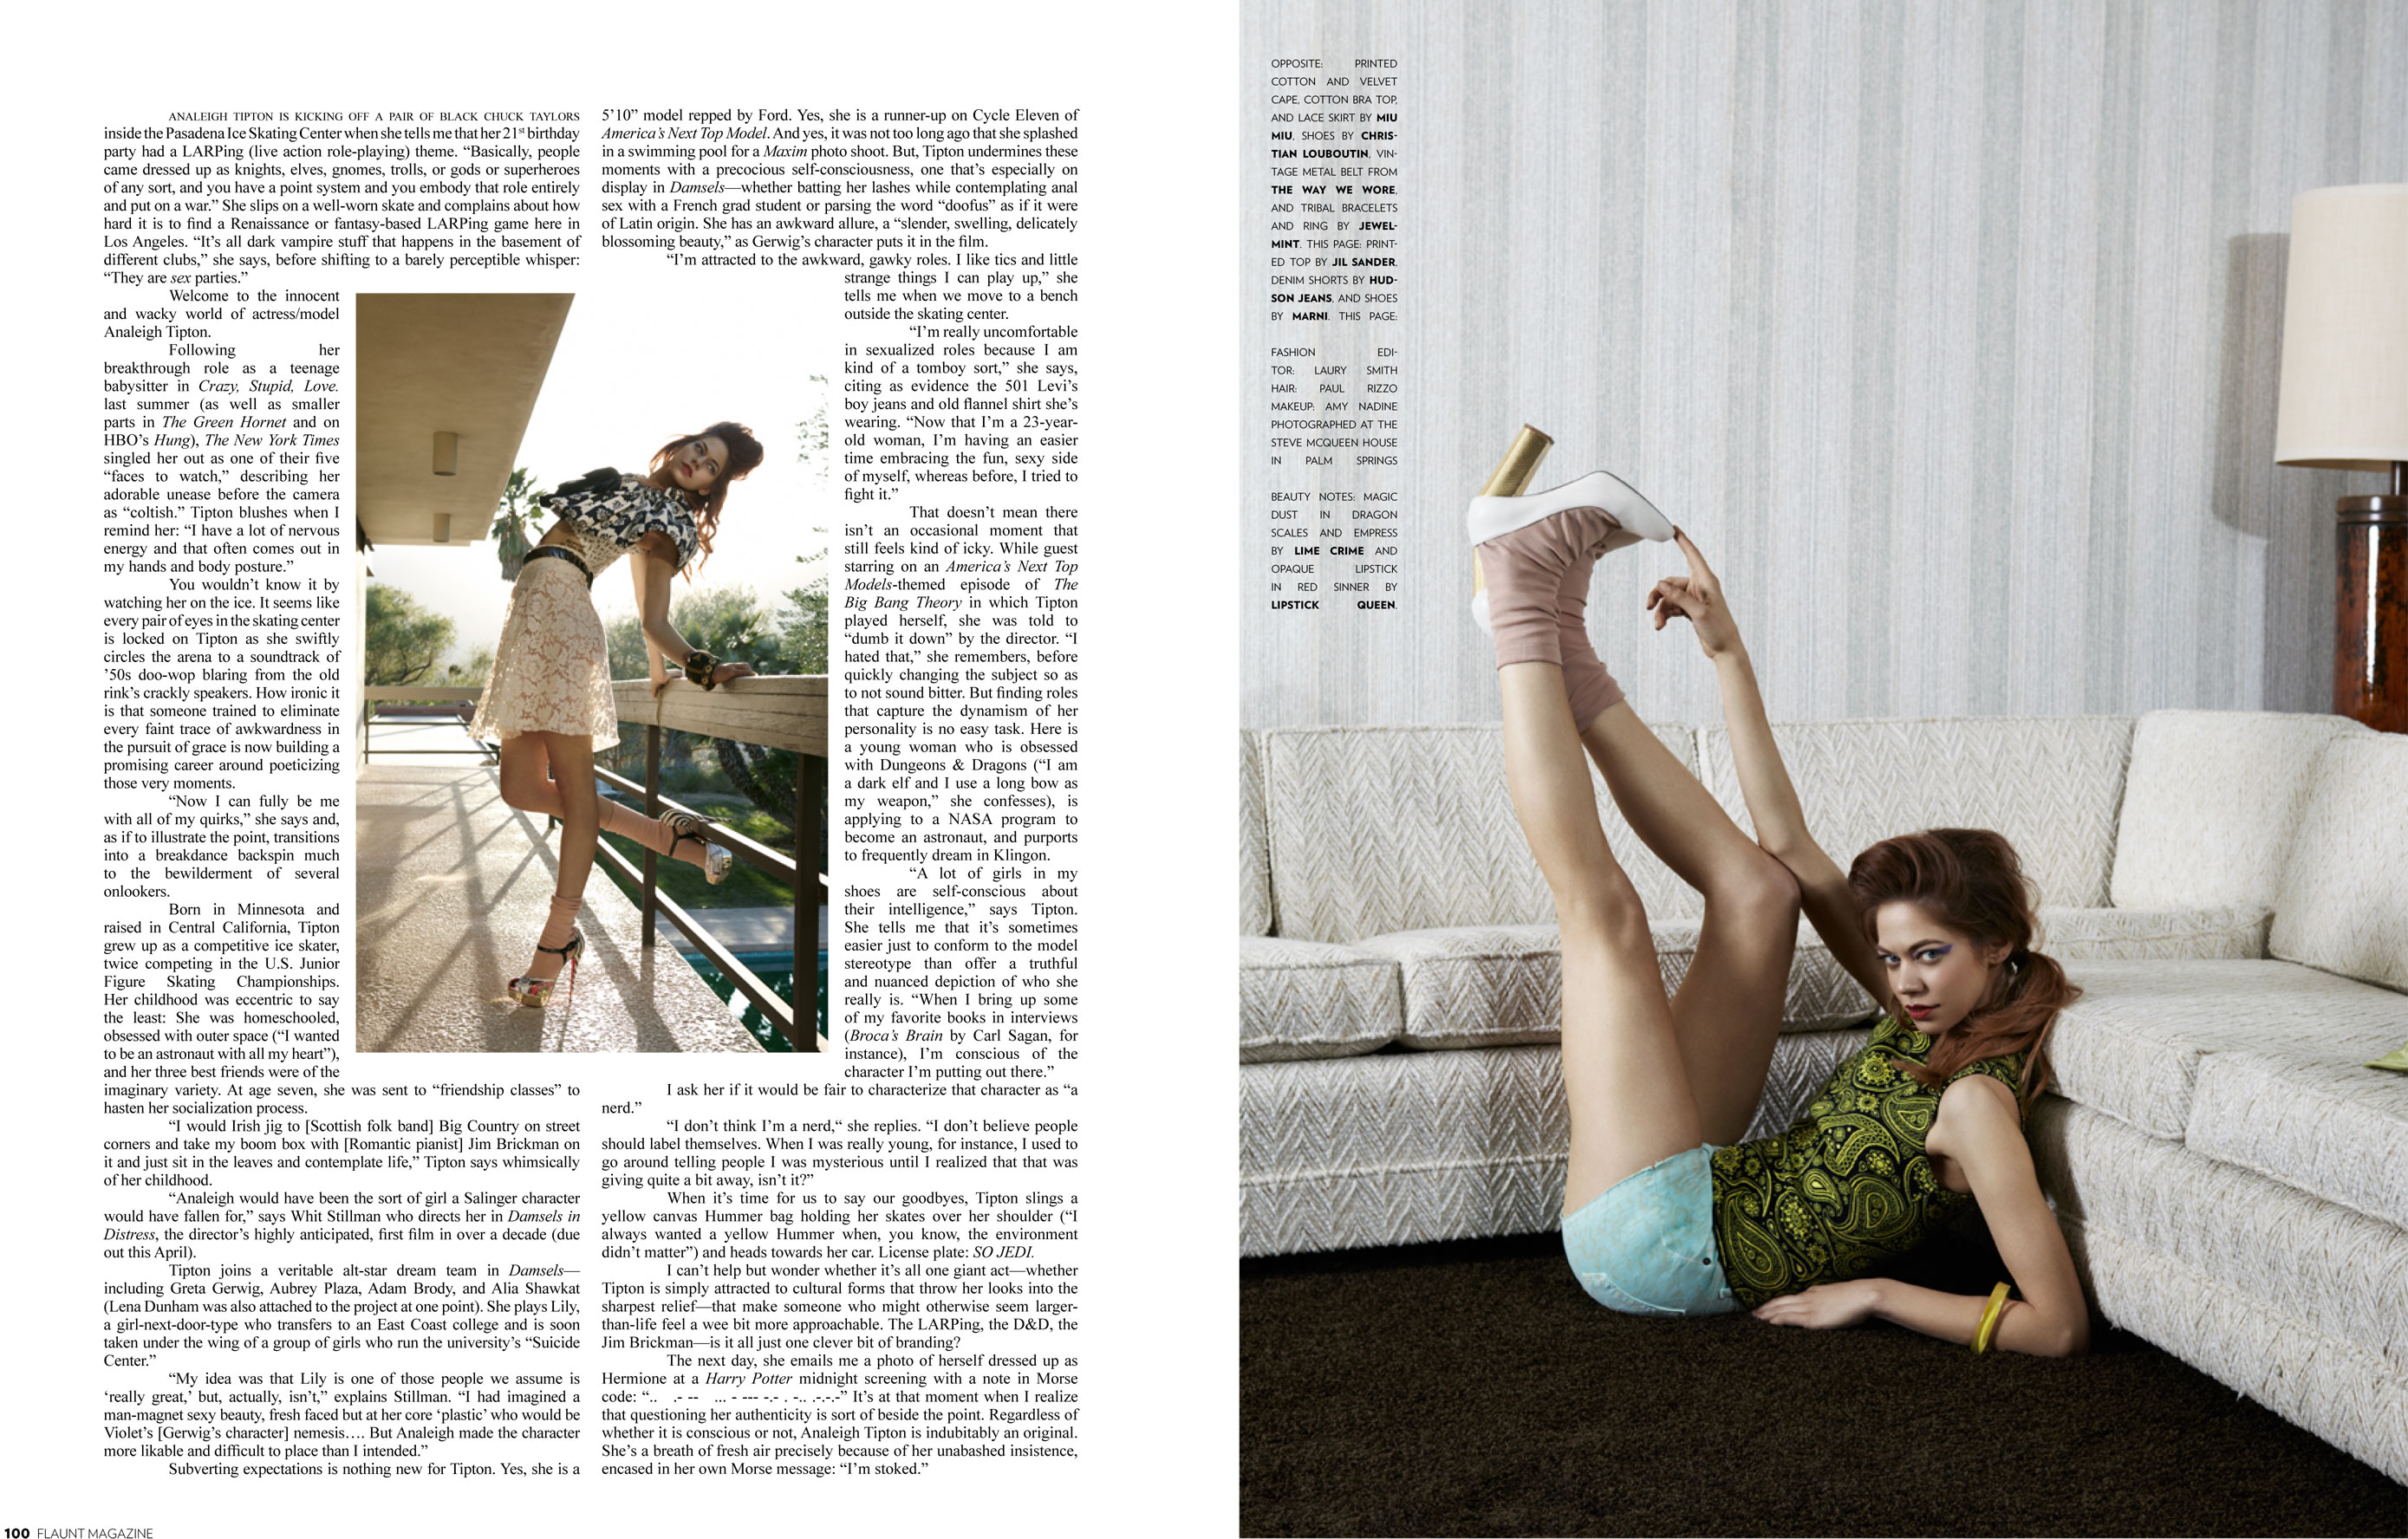 ANALEIGH TIPTON IS KICKING OFF A PAIR OF BLACK CHUCK TAYLORS
inside the Pasadena Ice Skating Center when she tells me that her 21st birthday
party had a LARPing (live action role-playing) theme. “Basically, people
came dressed up as knights, elves, gnomes, trolls, or gods or superheroes
of any sort, and you have a point system and you embody that role entirely
and put on a war.” She slips on a well-worn skate and complains about how
hard it is to find a Renaissance or fantasy-based LARPing game here in
Los Angeles. “It’s all dark vampire stuff that happens in the basement of
different clubs,” she says, before shifting to a barely perceptible whisper:
“They are sex parties.”
Welcome to the innocent
and wacky world of actress/model
Analeigh Tipton.
Following her
breakthrough role as a teenage
babysitter in Crazy, Stupid, Love.
last summer (as well as smaller
parts in The Green Hornet and on
HBO’s Hung), The New York Times
singled her out as one of their five
“faces to watch,” describing her
adorable unease before the camera
as “coltish.” Tipton blushes when I
remind her: “I have a lot of nervous
energy and that often comes out in
my hands and body posture.”
You wouldn’t know it by
watching her on the ice. It seems like
every pair of eyes in the skating center
is locked on Tipton as she swiftly
circles the arena to a soundtrack of
’50s doo-wop blaring from the old
rink’s crackly speakers. How ironic it
is that someone trained to eliminate
every faint trace of awkwardness in
the pursuit of grace is now building a
promising career around poeticizing
those very moments.
“Now I can fully be me
with all of my quirks,” she says and,
as if to illustrate the point, transitions
into a breakdance backspin much
to the bewilderment of several
onlookers.
Born in Minnesota and
raised in Central California, Tipton
grew up as a competitive ice skater,
twice competing in the U.S. Junior
Figure Skating Championships.
Her childhood was eccentric to say
the least: She was homeschooled,
obsessed with outer space (“I wanted
to be an astronaut with all my heart”),
and her three best friends were of the
imaginary variety. At age seven, she was sent to “friendship classes” to
hasten her socialization process.
“I would Irish jig to [Scottish folk band] Big Country on street
corners and take my boom box with [Romantic pianist] Jim Brickman on
it and just sit in the leaves and contemplate life,” Tipton says whimsically
of her childhood.
“Analeigh would have been the sort of girl a Salinger character
would have fallen for,” says Whit Stillman who directs her in Damsels in
Distress, the director’s highly anticipated, first film in over a decade (due
out this April).
Tipton joins a veritable alt-star dream team in Damsels—
including Greta Gerwig, Aubrey Plaza, Adam Brody, and Alia Shawkat
(Lena Dunham was also attached to the project at one point). She plays Lily,
a girl-next-door-type who transfers to an East Coast college and is soon
taken under the wing of a group of girls who run the university’s “Suicide
Center.”
“My idea was that Lily is one of those people we assume is
‘really great,’ but, actually, isn’t,” explains Stillman. “I had imagined a
man-magnet sexy beauty, fresh faced but at her core ‘plastic’ who would be
Violet’s [Gerwig’s character] nemesis…. But Analeigh made the character
more likable and difficult to place than I intended.”
Subverting expectations is nothing new for Tipton. Yes, she is a
5’10” model repped by Ford. Yes, she is a runner-up on Cycle Eleven of
America’s Next Top Model. And yes, it was not too long ago that she splashed
in a swimming pool for a Maxim photo shoot. But, Tipton undermines these
moments with a precocious self-consciousness, one that’s especially on
display in Damsels—whether batting her lashes while contemplating anal
sex with a French grad student or parsing the word “doofus” as if it were
of Latin origin. She has an awkward allure, a “slender, swelling, delicately
blossoming beauty,” as Gerwig’s character puts it in the film.
“I’m attracted to the awkward, gawky roles. I like tics and little
strange things I can play up,” she
tells me when we move to a bench
outside the skating center.
“I’m really uncomfortable
in sexualized roles because I am
kind of a tomboy sort,” she says,
citing as evidence the 501 Levi’s
boy jeans and old flannel shirt she’s
wearing. “Now that I’m a 23-year-
old woman, I’m having an easier
time embracing the fun, sexy side
of myself, whereas before, I tried to
fight it.”
That doesn’t mean there
isn’t an occasional moment that
still feels kind of icky. While guest
starring on an America’s Next Top
Models-themed episode of The
Big Bang Theory in which Tipton
played herself, she was told to
“dumb it down” by the director. “I
hated that,” she remembers, before
quickly changing the subject so as
to not sound bitter. But finding roles
that capture the dynamism of her
personality is no easy task. Here is
a young woman who is obsessed
with Dungeons & Dragons (“I am
a dark elf and I use a long bow as
my weapon,” she confesses), is
applying to a NASA program to
become an astronaut, and purports
to frequently dream in Klingon.
“A lot of girls in my
shoes are self-conscious about
their intelligence,” says Tipton.
She tells me that it’s sometimes
easier just to conform to the model
stereotype than offer a truthful
and nuanced depiction of who she
really is. “When I bring up some
of my favorite books in interviews
(Broca’s Brain by Carl Sagan, for
instance), I’m conscious of the
character I’m putting out there.”
I ask her if it would be fair to characterize that character as “a
nerd.”
“I don’t think I’m a nerd,“ she replies. “I don’t believe people
should label themselves. When I was really young, for instance, I used to
go around telling people I was mysterious until I realized that that was
giving quite a bit away, isn’t it?”
When it’s time for us to say our goodbyes, Tipton slings a
yellow canvas Hummer bag holding her skates over her shoulder (“I
always wanted a yellow Hummer when, you know, the environment
didn’t matter”) and heads towards her car. License plate: SO JEDI.
I can’t help but wonder whether it’s all one giant act—whether
Tipton is simply attracted to cultural forms that throw her looks into the
sharpest relief—that make someone who might otherwise seem larger-
than-life feel a wee bit more approachable. The LARPing, the D&D, the
Jim Brickman—is it all just one clever bit of branding?
The next day, she emails me a photo of herself dressed up as
Hermione at a Harry Potter midnight screening with a note in Morse
code: “.. .- -- ... - --- -.- . -.. .-.-.-” It’s at that moment when I realize
that questioning her authenticity is sort of beside the point. Regardless of
whether it is conscious or not, Analeigh Tipton is indubitably an original.
She’s a breath of fresh air precisely because of her unabashed insistence,
encased in her own Morse message: “I’m stoked.”
100 FLAUNT MAGAZINE
OPPOSITE: PRINTED
COTTON AND VELVET
CAPE, COTTON BRA TOP,
AND LACE SKIRT BY MIU
MIU, SHOES BY CHRIS-
TIAN LOUBOUTIN, VIN-
TAGE METAL BELT FROM
THE WAY WE WORE,
AND TRIBAL BRACELETS
AND RING BY JEWEL-
MINT. THIS PAGE: PRINT-
ED TOP BY JIL SANDER,
DENIM SHORTS BY HUD-
SON JEANS, AND SHOES
BY MARNI. THIS PAGE:
FASHION EDI-
TOR: LAURY SMITH
HAIR: PAUL RIZZO
MAKEUP: AMY NADINE
PHOTOGRAPHED AT THE
STEVE MCQUEEN HOUSE
IN PALM SPRINGS
BEAUTY NOTES: MAGIC
DUST IN DRAGON
SCALES AND EMPRESS
BY LIME CRIME AND
OPAQUE LIPSTICK
IN RED SINNER BY
LIPSTICK QUEEN.